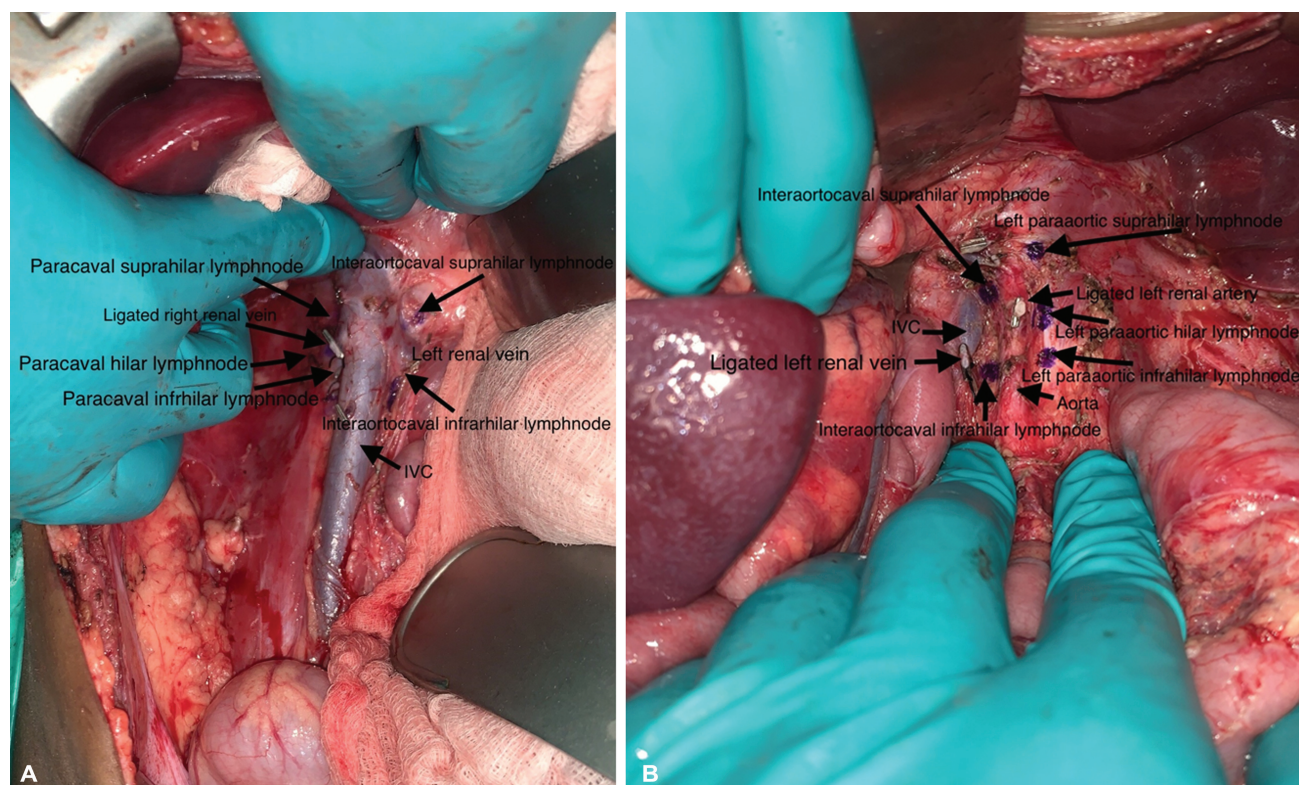 Paracaval suprahilar lymphnode
Interaortocaval suprahilar lymphnode
Ligated right renal vein
Left renal vein
Paracaval hilar lymphnode
Paracaval infrhilar lymphnode
Interaortocaval infrarhilar lymphnode
IVC
A
Interaortocaval suprahilar lymphnode
Left paraaortic suprahilar lymphnode
Ligated left renal artery
IVC
Left paraaortic hilar lymphnode
Ligated left renal vein
Left paraaortic infrahilar lymphnode
Aorta
Interaortocaval infrahilar lymphnode
B